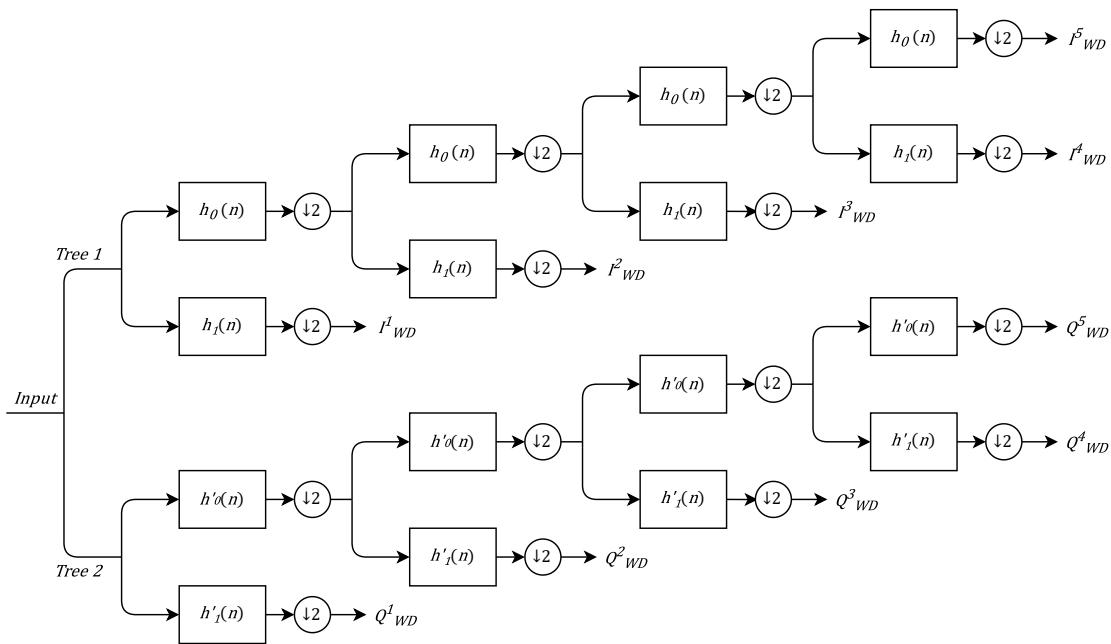 h₀(n) ↓2 I⁵WD
h₀(n) ↓2
h₀(n) ↓2 h₁(n) ↓2 I⁴WD
h₀(n) ↓2 h₁(n) ↓2 I³WD
Tree 1
h₁(n) ↓2 I²WD
h₁(n) ↓2 I¹WD
h'₀(n) ↓2 Q⁵WD
h'₀(n) ↓2
Input
h'₀(n) ↓2 h'₁(n) ↓2 Q⁴WD
h'₀(n) ↓2 h'₁(n) ↓2 Q³WD
h'₁(n) ↓2 Q²WD
Tree 2
h'₁(n) ↓2 Q¹WD